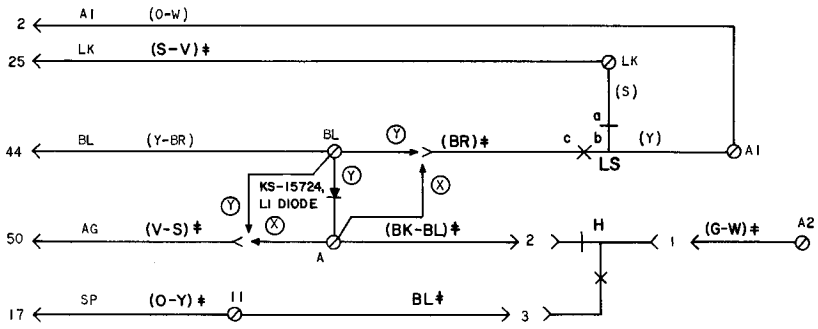 2 A1 (O-W)
25 LK (S-V)⧧ LK
(S)
a
44 BL (Y-BR) BL Ⓨ (BR)⧧ c b (Y) A1
LS
Ⓨ KS-15724, Ⓨ Ⓧ
L1 DIODE
50 AG (V-S)⧧ Ⓧ A (BK-BL)⧧ 2 H 1 (G-W)⧧ A2
17 SP (O-Y)⧧ 11 BL⧧ 3